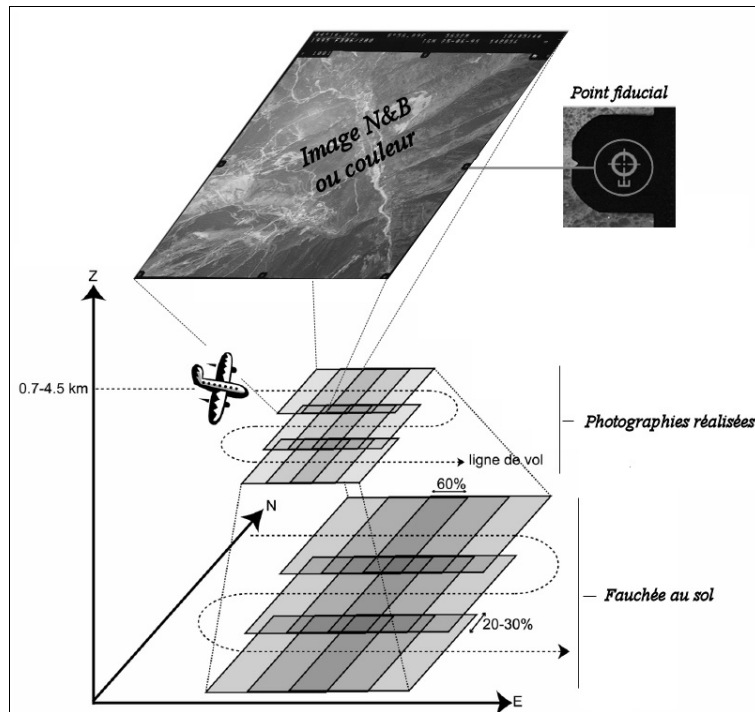 Point fiducial
Image N&B
ou couleur
E
Z
0.7-4.5 km
Photographies réalisées
ligne de vol
60%
N
Fauchée au sol
20-30%
E